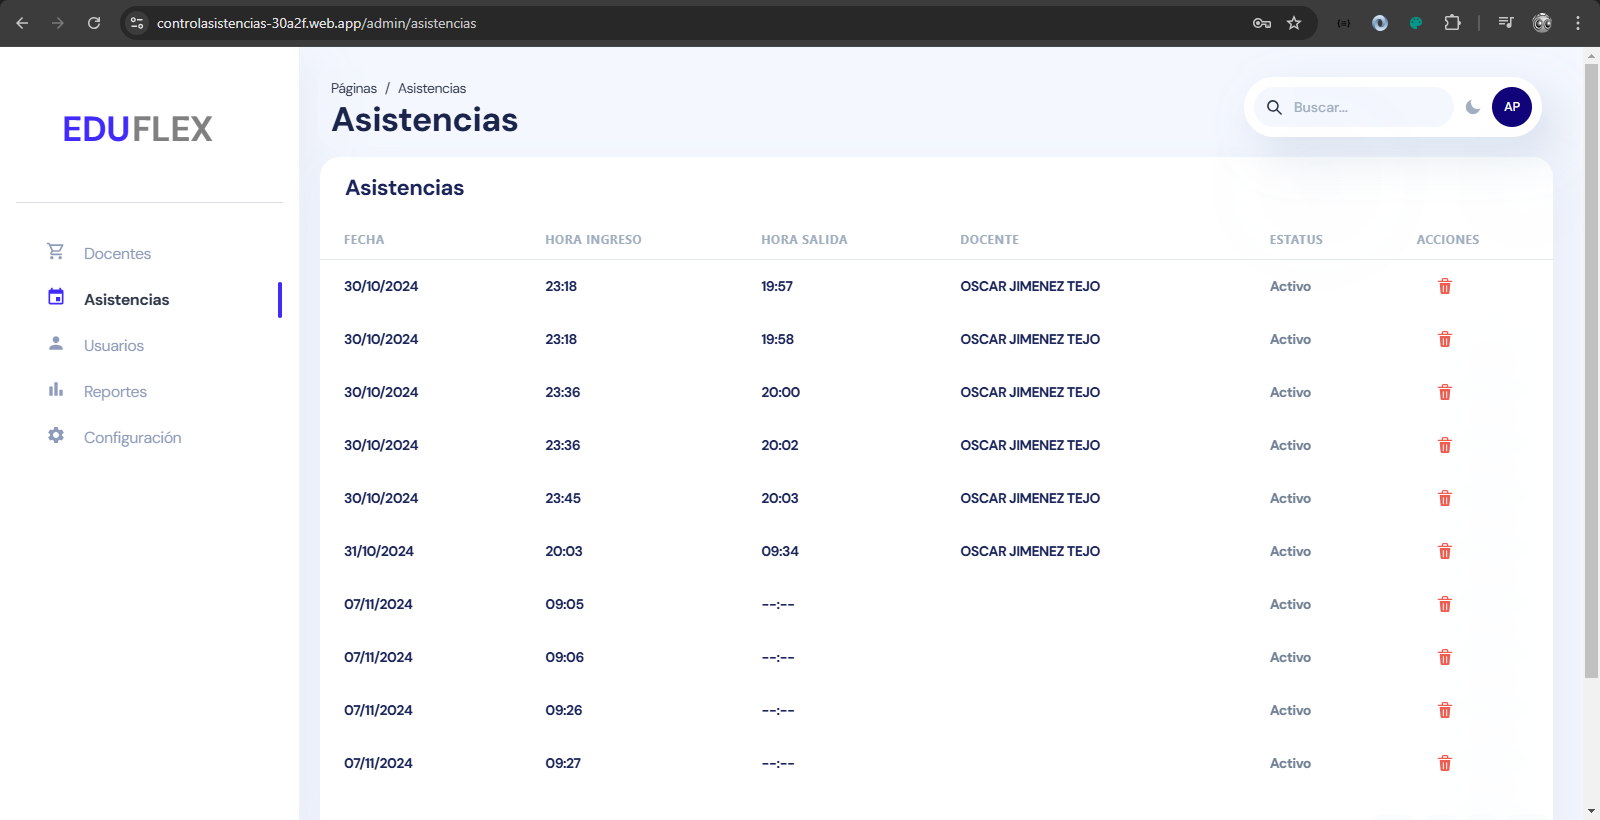 controlasistencias-30a2f.web.app/admin/asistencias
EDUFLEX
Docentes
Asistencias
Usuarios
Reportes
Configuración
Páginas / Asistencias
Asistencias
Buscar...
AP
Asistencias
FECHA HORA INGRESO HORA SALIDA DOCENTE ESTATUS ACCIONES
30/10/2024 23:18 19:57 OSCAR JIMENEZ TEJO Activo
30/10/2024 23:18 19:58 OSCAR JIMENEZ TEJO Activo
30/10/2024 23:36 20:00 OSCAR JIMENEZ TEJO Activo
30/10/2024 23:36 20:02 OSCAR JIMENEZ TEJO Activo
30/10/2024 23:45 20:03 OSCAR JIMENEZ TEJO Activo
31/10/2024 20:03 09:34 OSCAR JIMENEZ TEJO Activo
07/11/2024 09:05 --:-- Activo
07/11/2024 09:06 --:-- Activo
07/11/2024 09:26 --:-- Activo
07/11/2024 09:27 --:-- Activo